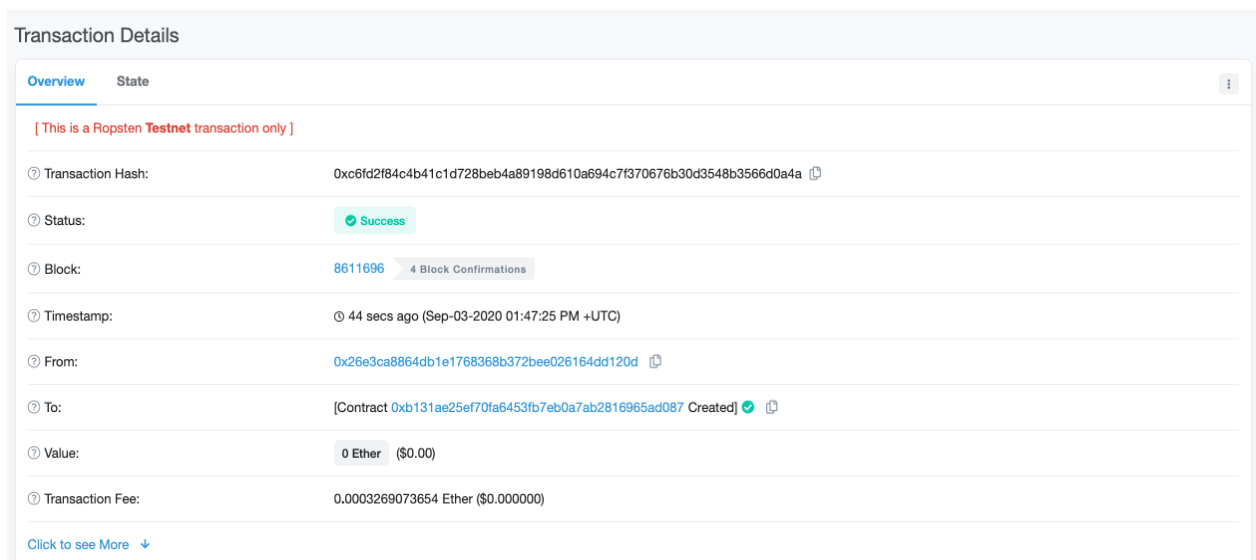 Transaction Details
Overview State
[ This is a Ropsten Testnet transaction only ]
Transaction Hash: 0xc6fd2f84c4b41c1d728beb4a89198d610a694c7f370676b30d3548b3566d0a4a
Status: Success
Block: 8611696 4 Block Confirmations
Timestamp: 44 secs ago (Sep-03-2020 01:47:25 PM +UTC)
From: 0x26e3ca8864db1e1768368b372bee026164dd120d
To: [Contract 0xb131ae25ef70fa6453fb7eb0a7ab2816965ad087 Created]
Value: 0 Ether ($0.00)
Transaction Fee: 0.0003269073654 Ether ($0.000000)
Click to see More